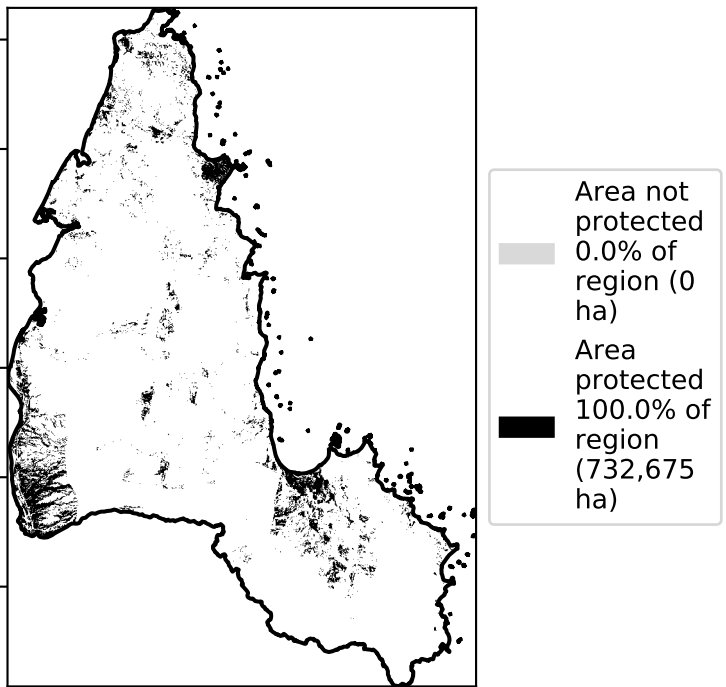 Area not
protected
0.0% of
region (0
ha)
Area
protected
100.0% of
region
(732,675
ha)